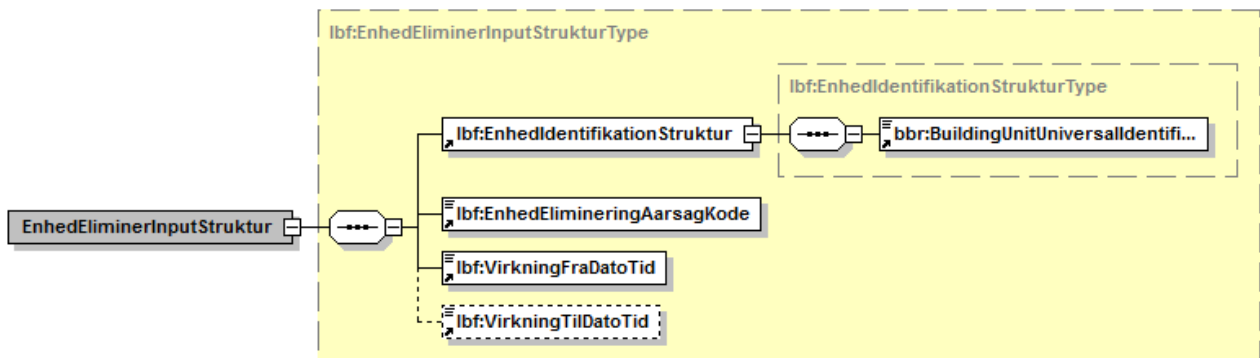 lbf:EnhedEliminerInputStrukturType
lbf:EnhedIdentifikationStrukturType
lbf:EnhedIdentifikationStruktur
bbr:BuildingUnitUniversalIdentifi...
lbf:EnhedElimineringAarsagKode
EnhedEliminerInputStruktur
lbf:VirkningFraDatoTid
lbf:VirkningTilDatoTid